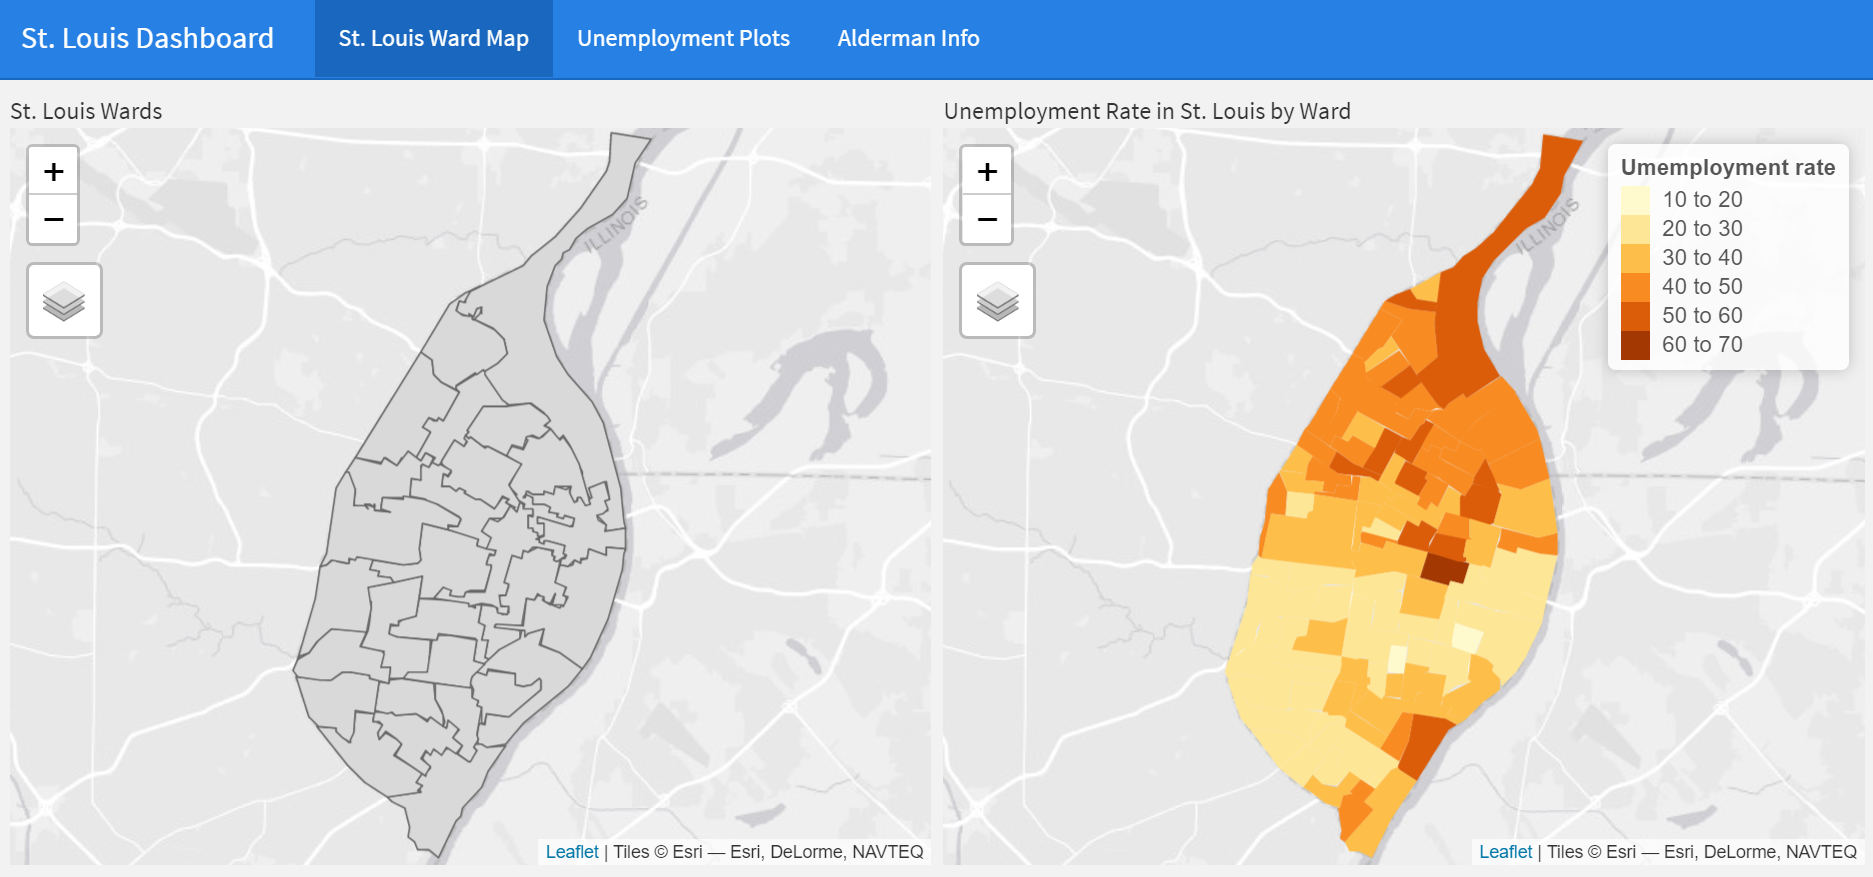 St. Louis Dashboard
St. Louis Ward Map
Unemployment Plots
Alderman Info
St. Louis Wards
+
−
ILLINOIS
Leaflet | Tiles © Esri — Esri, DeLorme, NAVTEQ
Unemployment Rate in St. Louis by Ward
+
−
ILLINOIS
Umemployment rate
10 to 20
20 to 30
30 to 40
40 to 50
50 to 60
60 to 70
Leaflet | Tiles © Esri — Esri, DeLorme, NAVTEQ